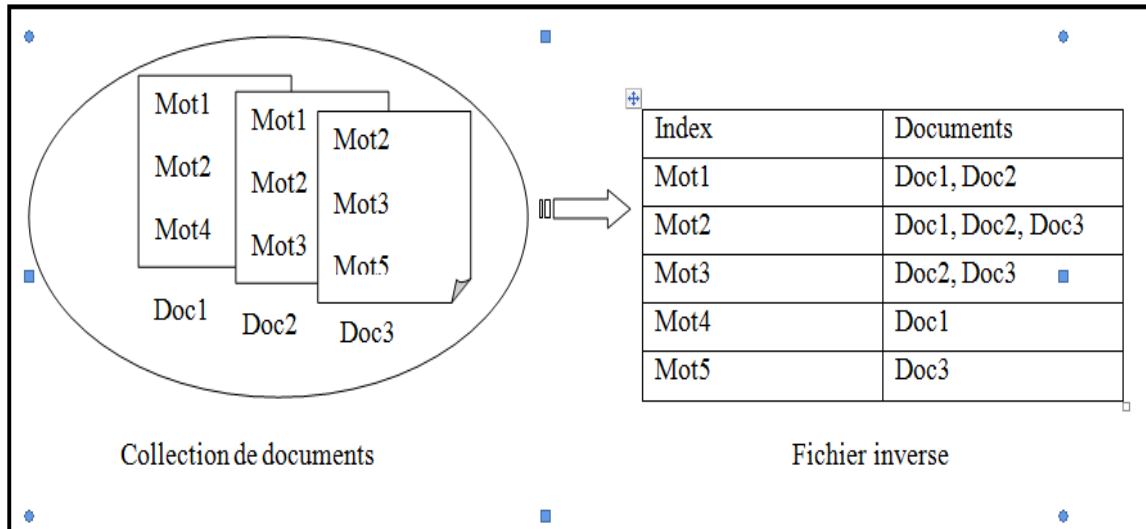 Mot1
Mot2
Mot4
Doc1
Mot1
Mot2
Mot3
Doc2
Mot2
Mot3
Mot5
Doc3
Collection de documents
Index Documents
Mot1 Doc1, Doc2
Mot2 Doc1, Doc2, Doc3
Mot3 Doc2, Doc3
Mot4 Doc1
Mot5 Doc3
Fichier inverse